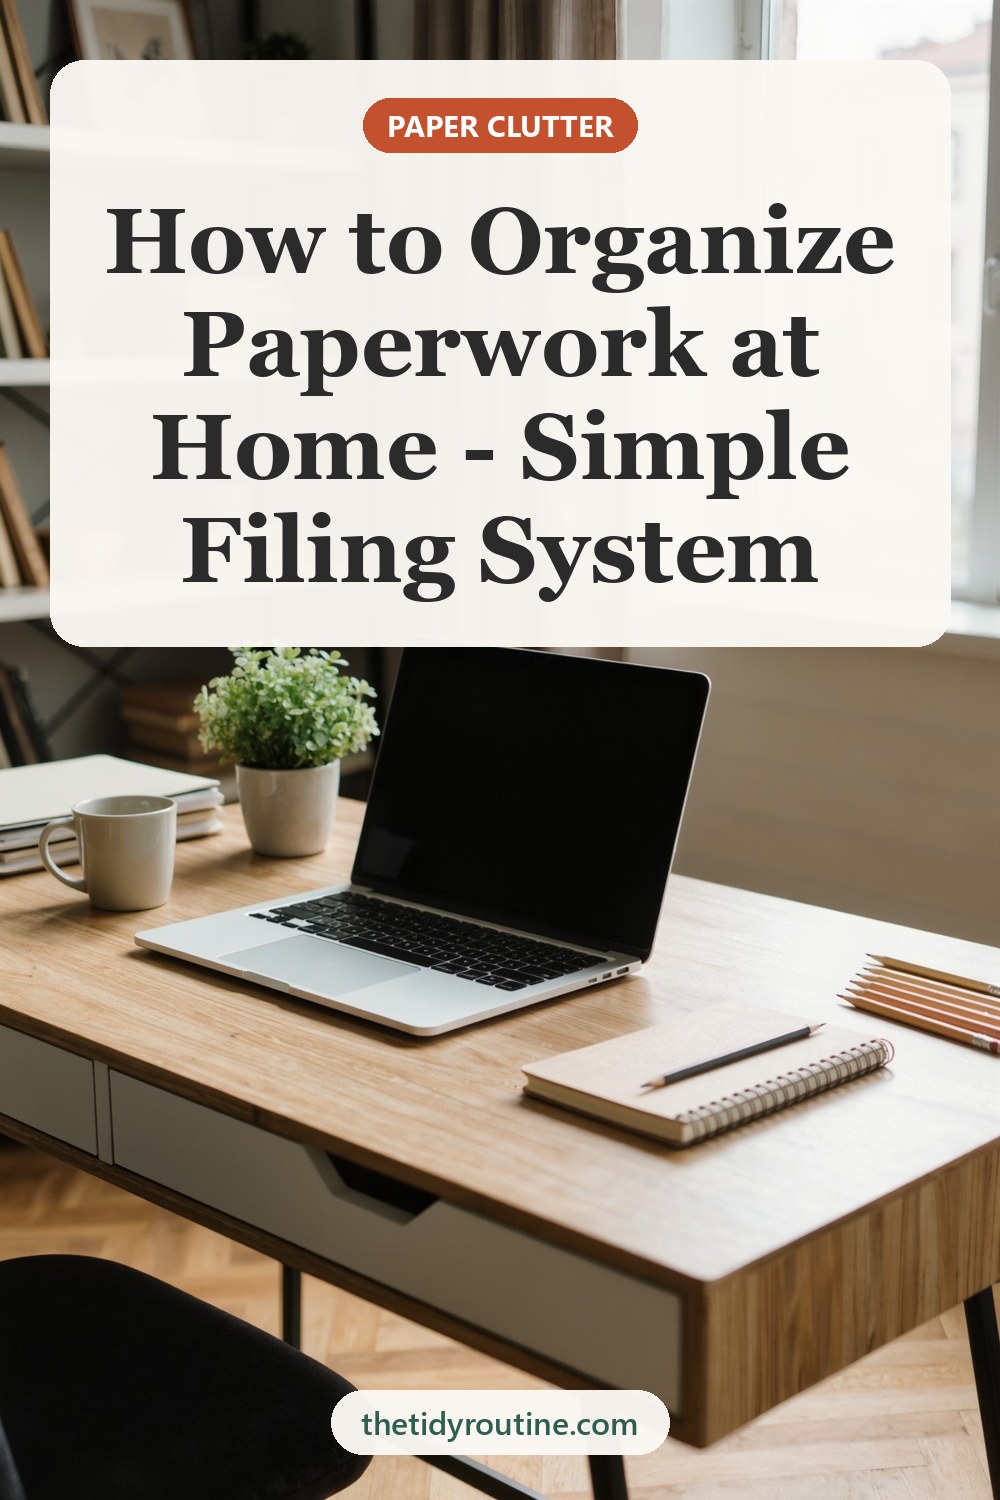 PAPER CLUTTER
How to Organize
Paperwork at
Home - Simple
Filing System
thetidyroutine.com